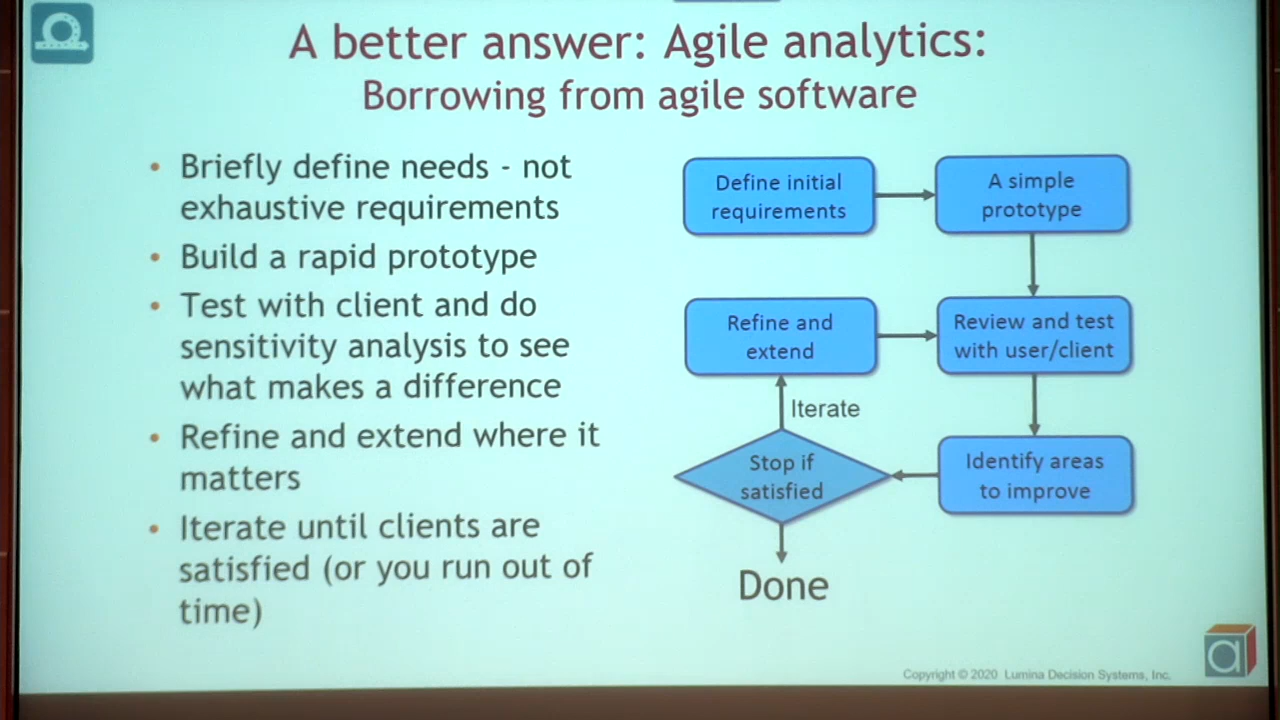 A better answer: Agile analytics:
Borrowing from agile software
• Briefly define needs - not
exhaustive requirements
• Build a rapid prototype
• Test with client and do
sensitivity analysis to see
what makes a difference
• Refine and extend where it
matters
• Iterate until clients are
satisfied (or you run out of
time)
Define initial
requirements
A simple
prototype
Refine and
extend
Review and test
with user/client
Iterate
Stop if
satisfied
Identify areas
to improve
Done
Copyright © 2020 Lumina Decision Systems, Inc.
a